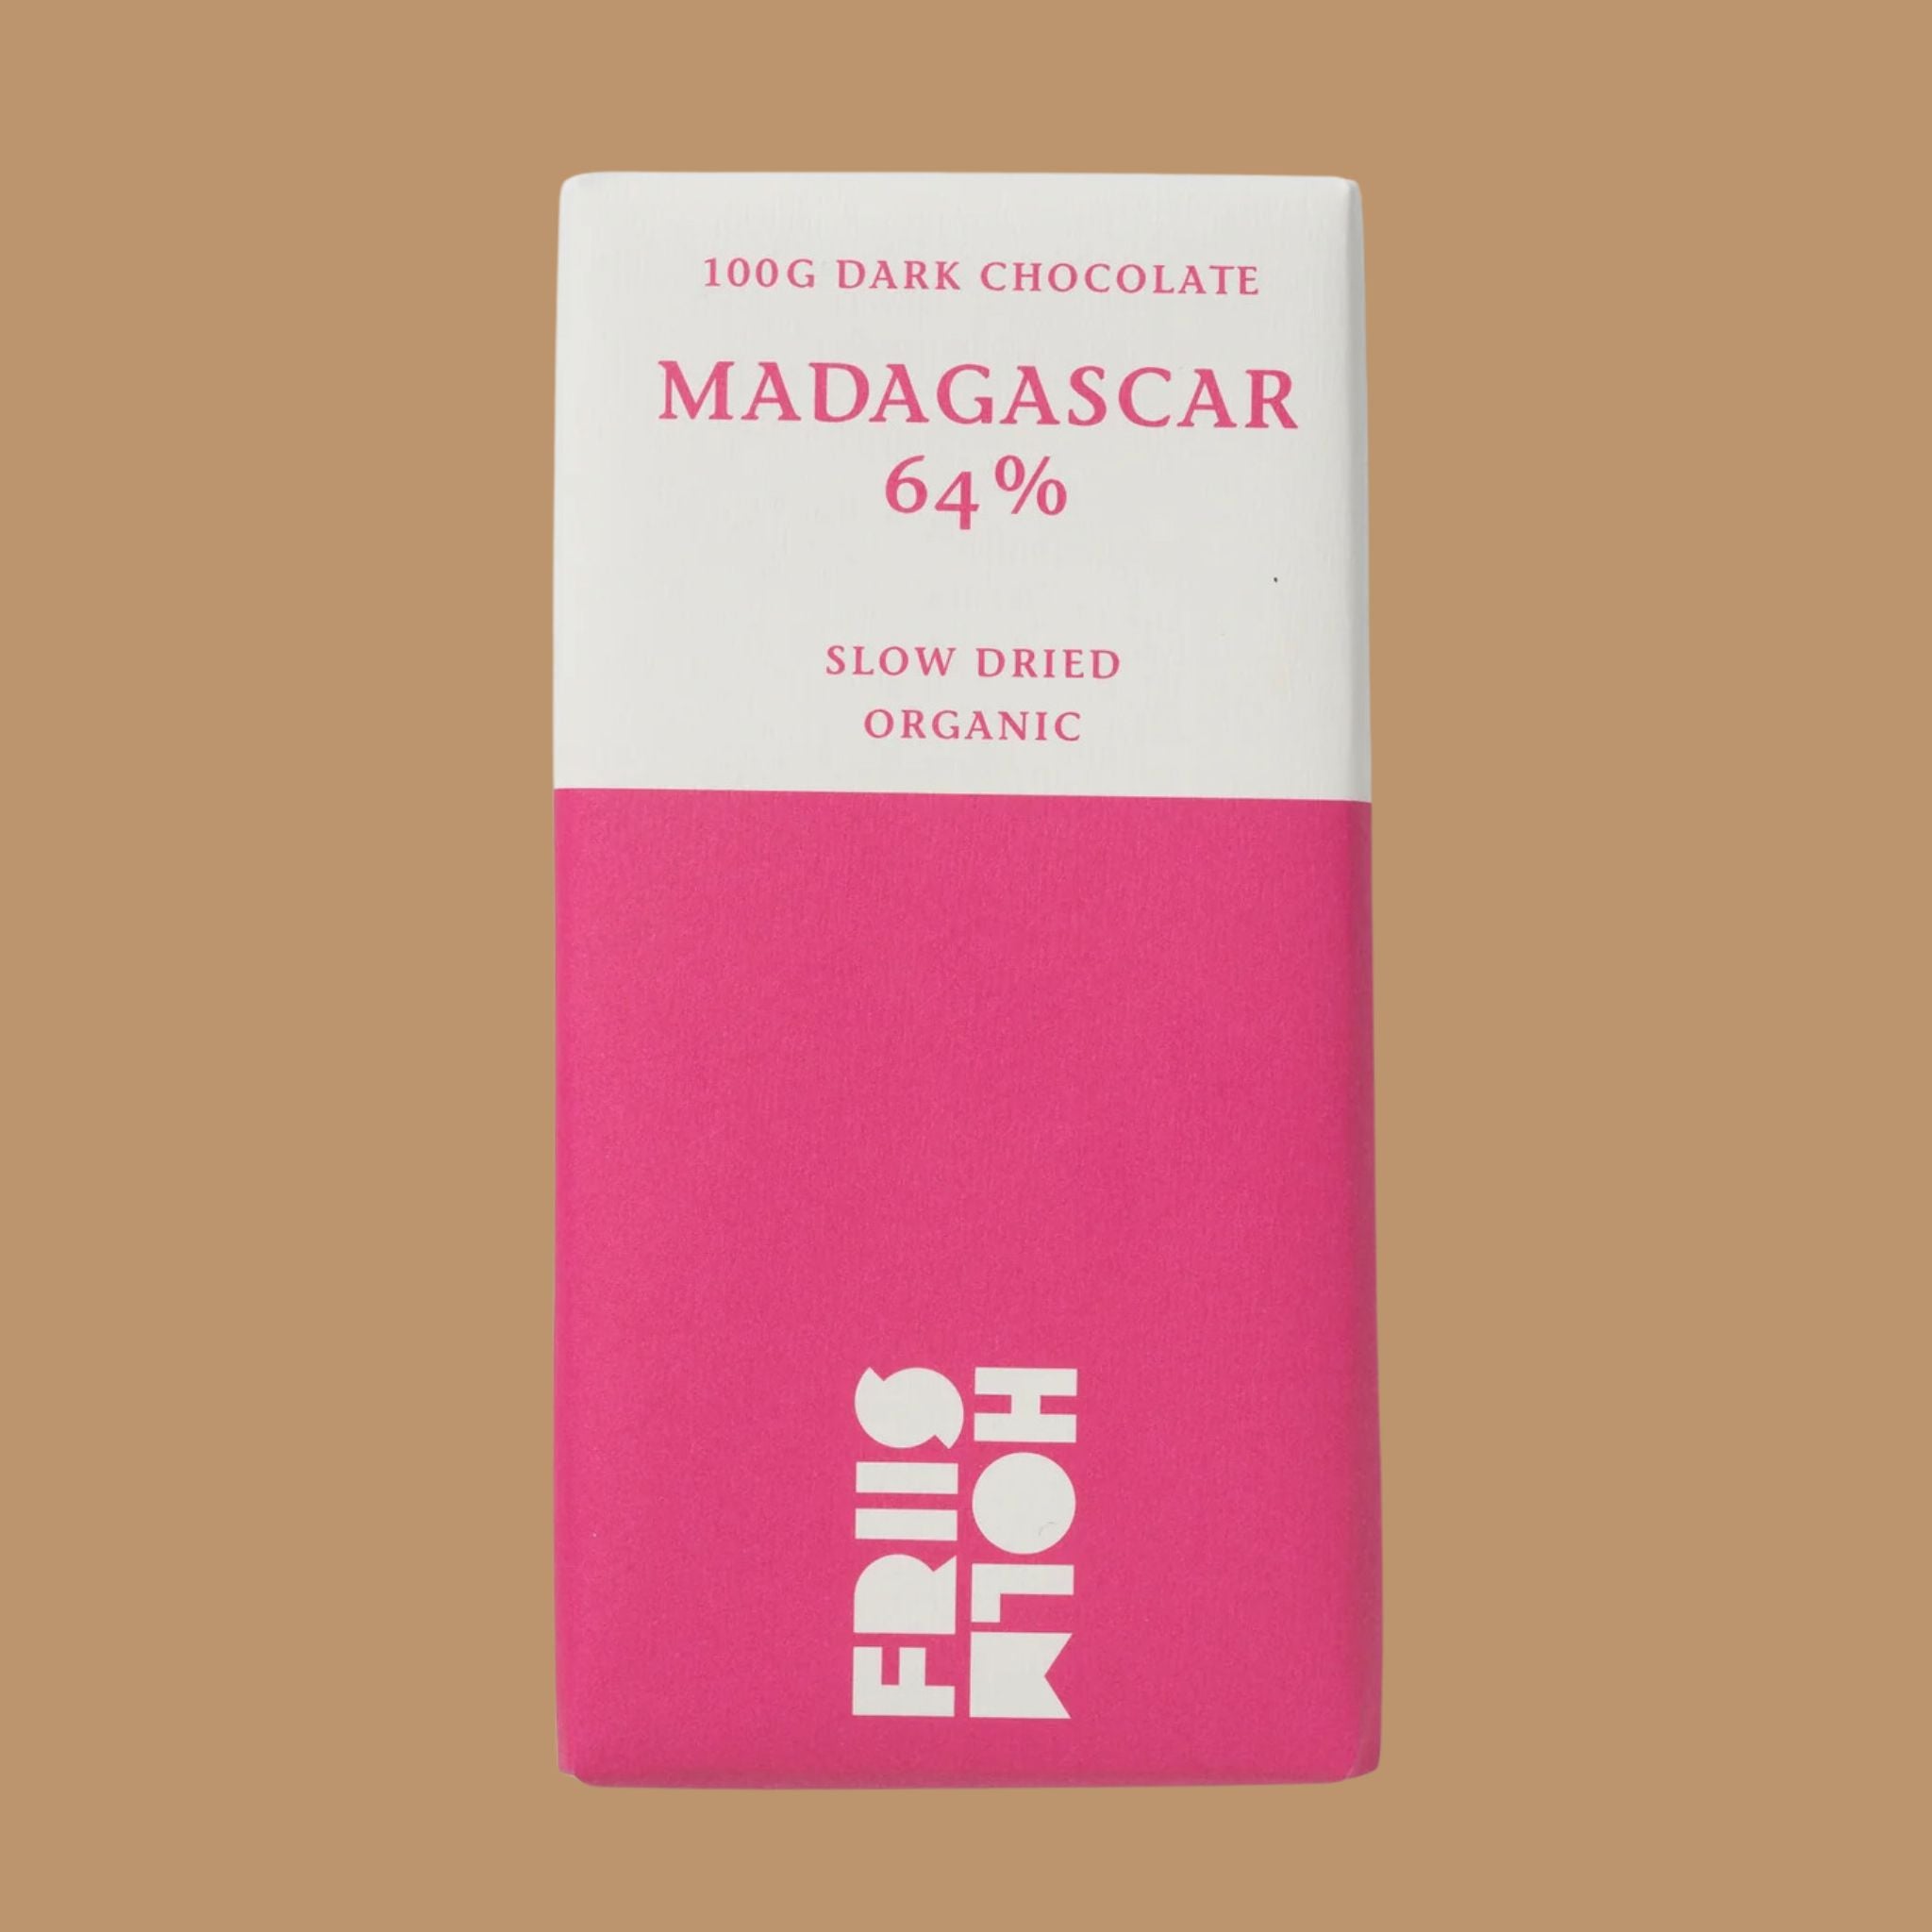 100G DARK CHOCOLATE
MADAGASCAR
64%
SLOW DRIED
ORGANIC
FRIIS
HOLM